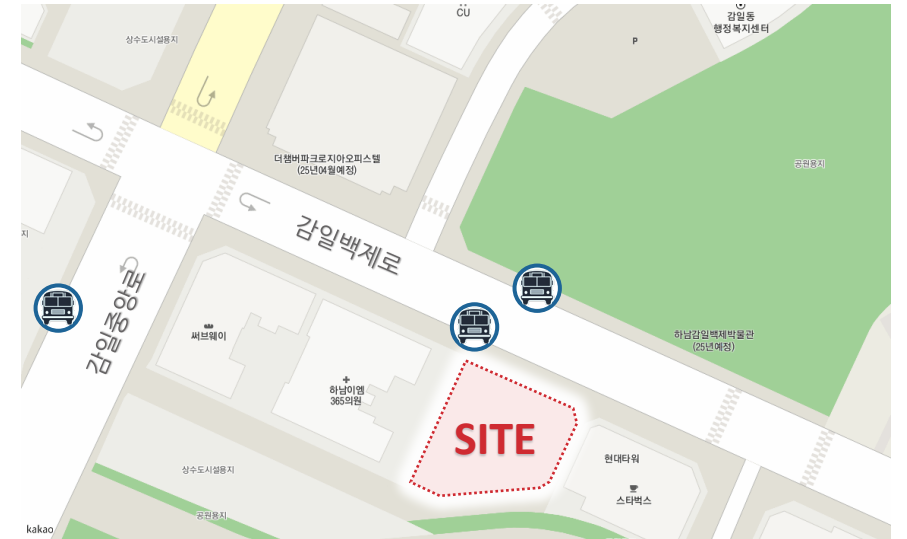 CU
감일동
행정복지센터
P
상수도시설용지
더챔버파크로지아오피스텔
(25년04월예정)
공원용지
감일백제로
지
감일중앙로
써브웨이
하남감일백제박물관
(25년예정)
하남이엠
365의원
SITE
현대타워
스타벅스
상수도시설용지
공원용지
kakao